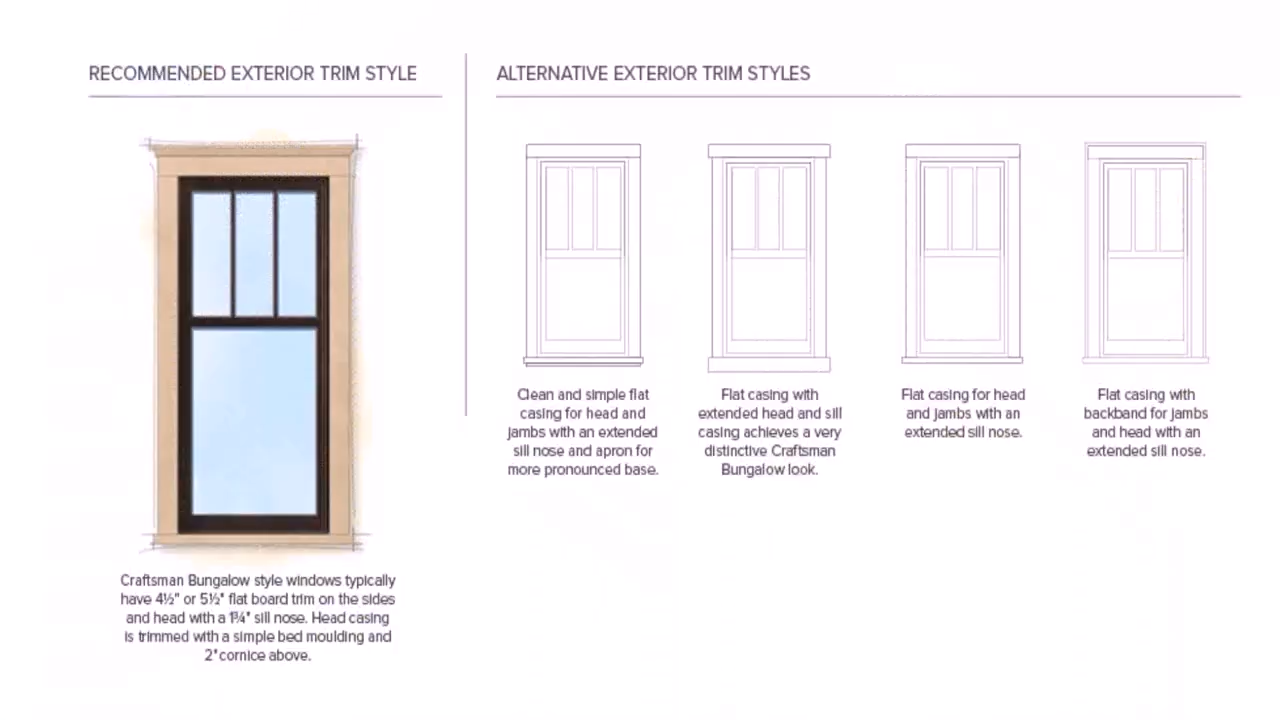 RECOMMENDED EXTERIOR TRIM STYLE
ALTERNATIVE EXTERIOR TRIM STYLES
Craftsman Bungalow style windows typically
have 4½" or 5½" flat board trim on the sides
and head with a 1¾" sill nose. Head casing
is trimmed with a simple bed moulding and
2" cornice above.
Clean and simple flat
casing for head and
jambs with an extended
sill nose and apron for
more pronounced base.
Flat casing with
extended head and sill
casing achieves a very
distinctive Craftsman
Bungalow look.
Flat casing for head
and jambs with an
extended sill nose.
Flat casing with
backband for jambs
and head with an
extended sill nose.